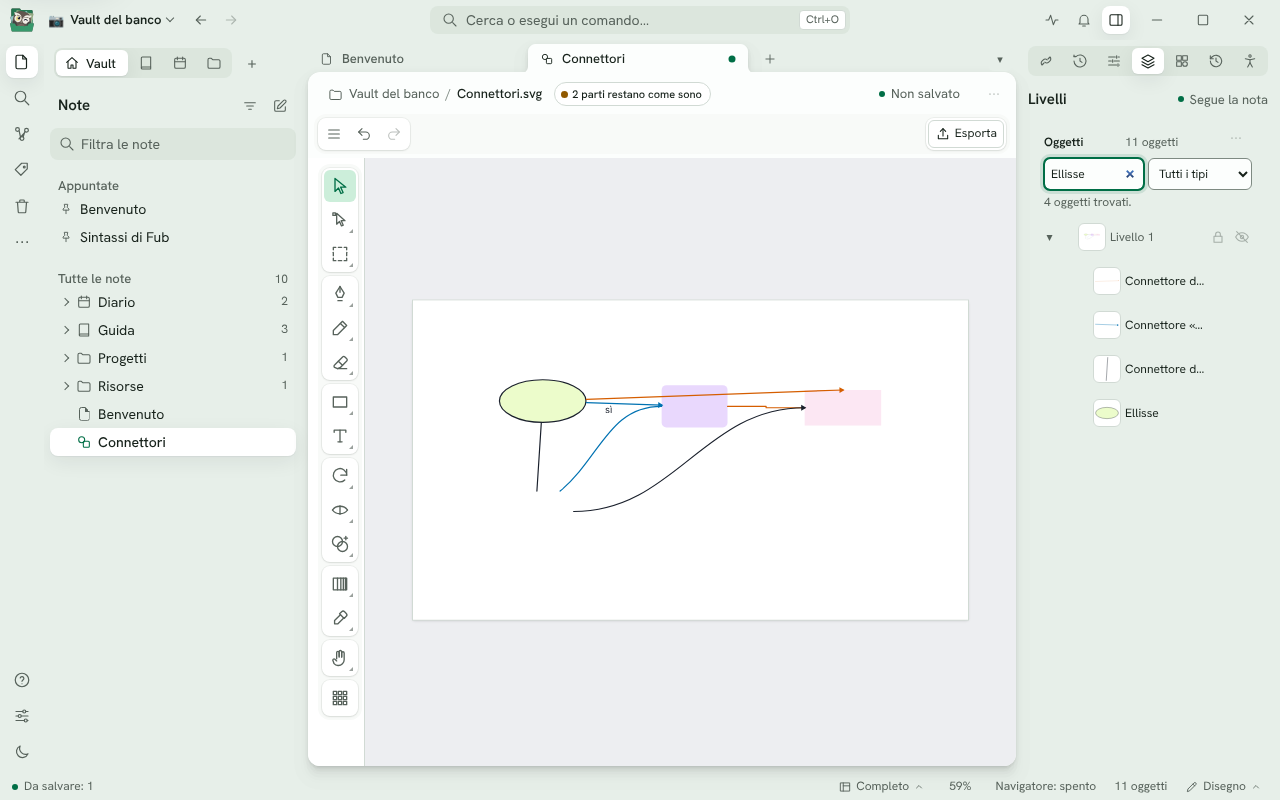 Vault del banco
Cerca o esegui un comando...
Ctrl+O
Vault
Benvenuto
Connettori
Note
Filtra le note
Appuntate
Benvenuto
Sintassi di Fub
Tutte le note
10
Diario
2
Guida
3
Progetti
1
Risorse
1
Benvenuto
Connettori
Vault del banco / Connettori.svg
2 parti restano come sono
Non salvato
Esporta
sì
Livelli
Segue la nota
Oggetti
11 oggetti
Ellisse
Tutti i tipi
4 oggetti trovati.
Livello 1
Connettore d...
Connettore «...
Connettore d...
Ellisse
Da salvare: 1
Completo
59%
Navigatore: spento
11 oggetti
Disegno